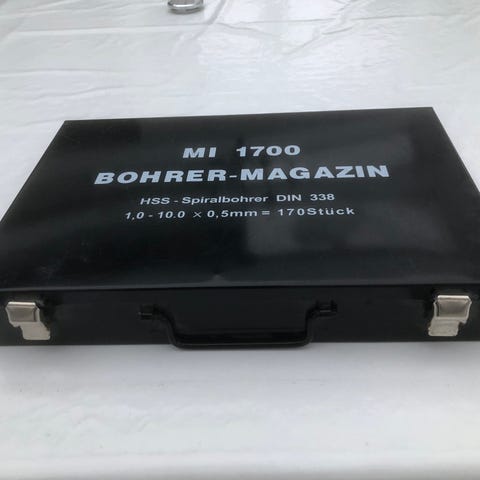 MI 1700
BOHRER-MAGAZIN
HSS - Spiralbohrer DIN 338
1,0 - 10.0 × 0,5mm = 170Stück